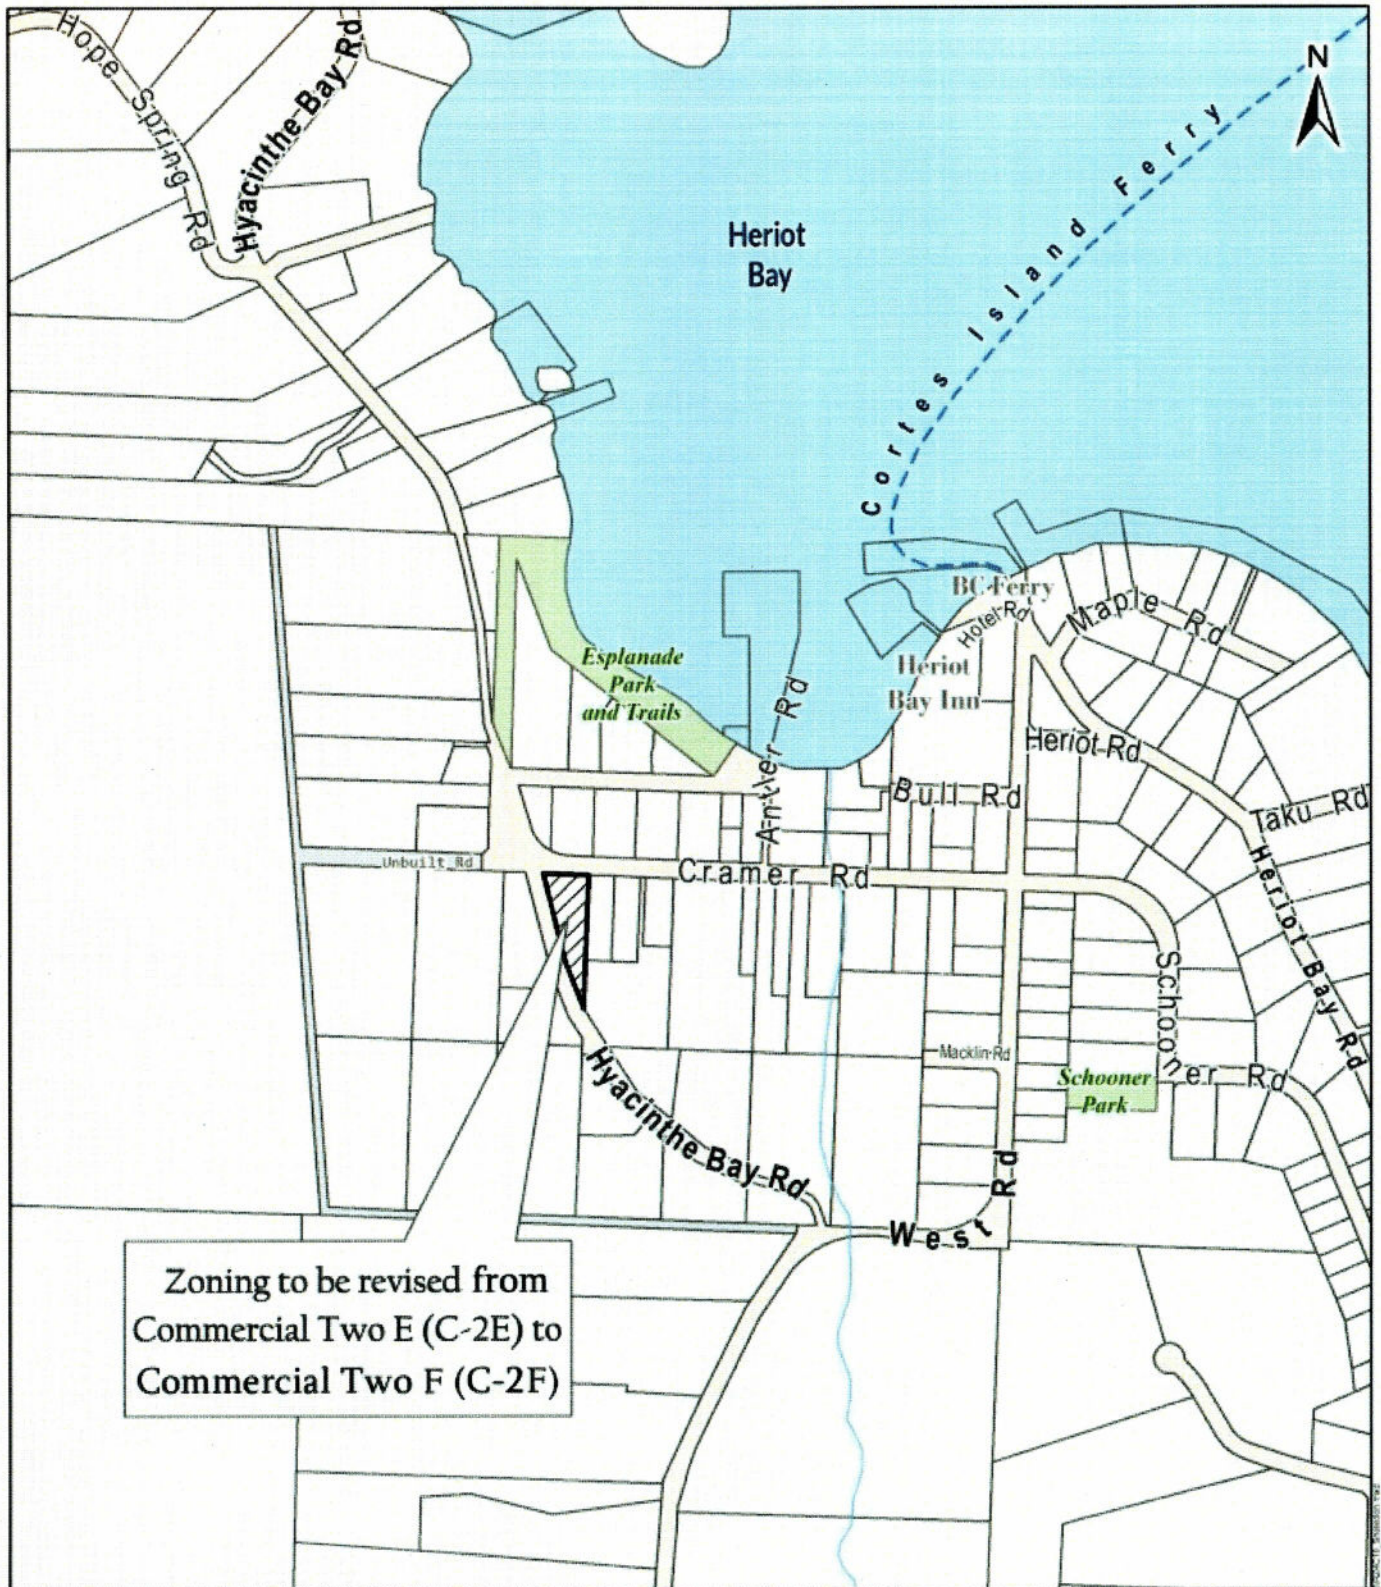 Hope Spring Rd
Hyacinthe Bay Rd
N
Cortes Island Ferry
Heriot
Bay
BC Ferry
Hotel Rd
Maple Rd
Esplanade
Park
and Trails
Heriot
Bay Inn
Antler Rd
Heriot Rd
Bull Rd
Taku Rd
Unbuilt Rd
Cramer Rd
Heriot Bay Rd
Schooner Rd
Macklin Rd
Schooner
Park
Hyacinthe Bay Rd
West Rd
Zoning to be revised from
Commercial Two E (C-2E) to
Commercial Two F (C-2F)